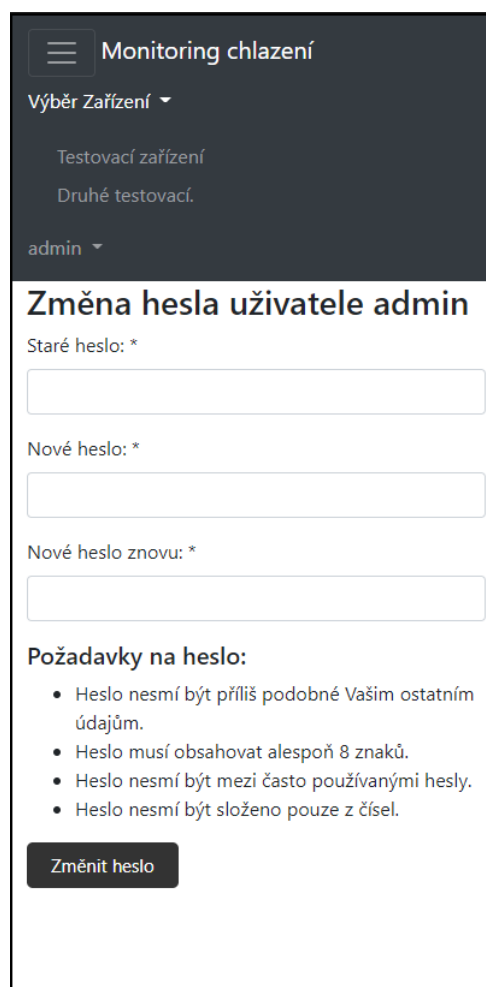 Monitoring chlazení
Výběr Zařízení
Testovací zařízení
Druhé testovací.
admin
Změna hesla uživatele admin
Staré heslo: *
Nové heslo: *
Nové heslo znovu: *
Požadavky na heslo:
Heslo nesmí být příliš podobné Vašim ostatním
údajům.
Heslo musí obsahovat alespoň 8 znaků.
Heslo nesmí být mezi často používanými hesly.
Heslo nesmí být složeno pouze z čísel.
Změnit heslo